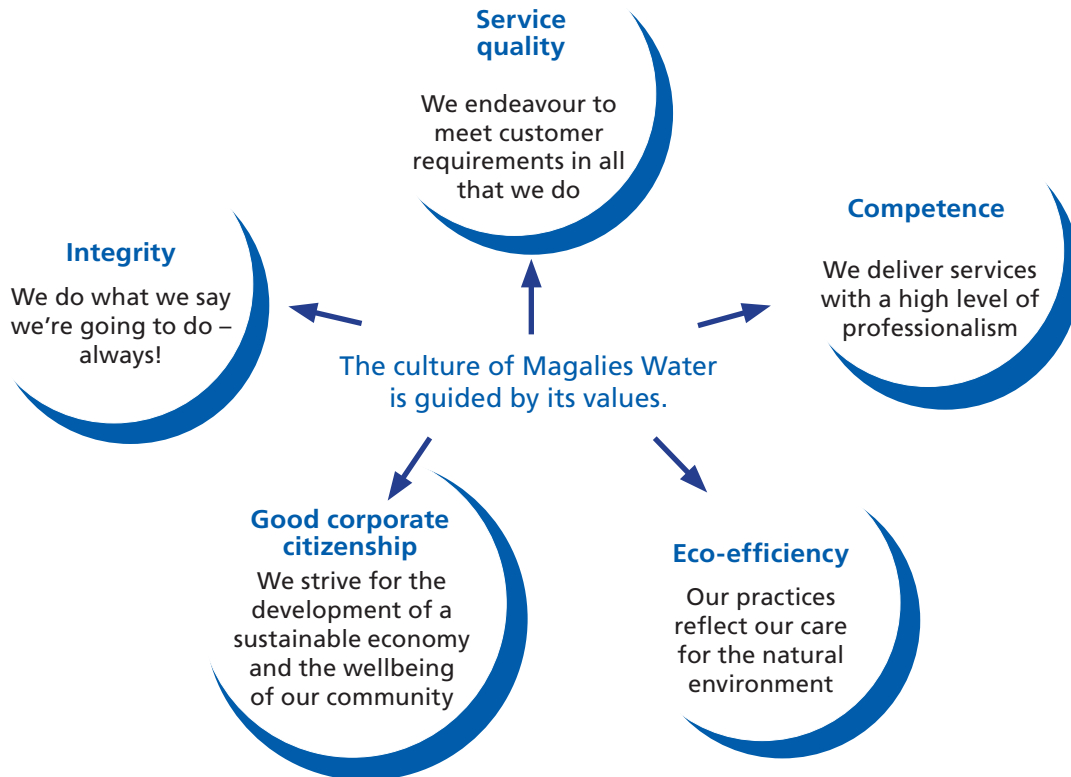 Service
quality
We endeavour to
meet customer
requirements in all
that we do
Competence
We deliver services
with a high level of
professionalism
Integrity
We do what we say
we’re going to do –
always!
The culture of Magalies Water
is guided by its values.
Good corporate
citizenship
We strive for the
development of a
sustainable economy
and the wellbeing
of our community
Eco-efficiency
Our practices
reflect our care
for the natural
environment